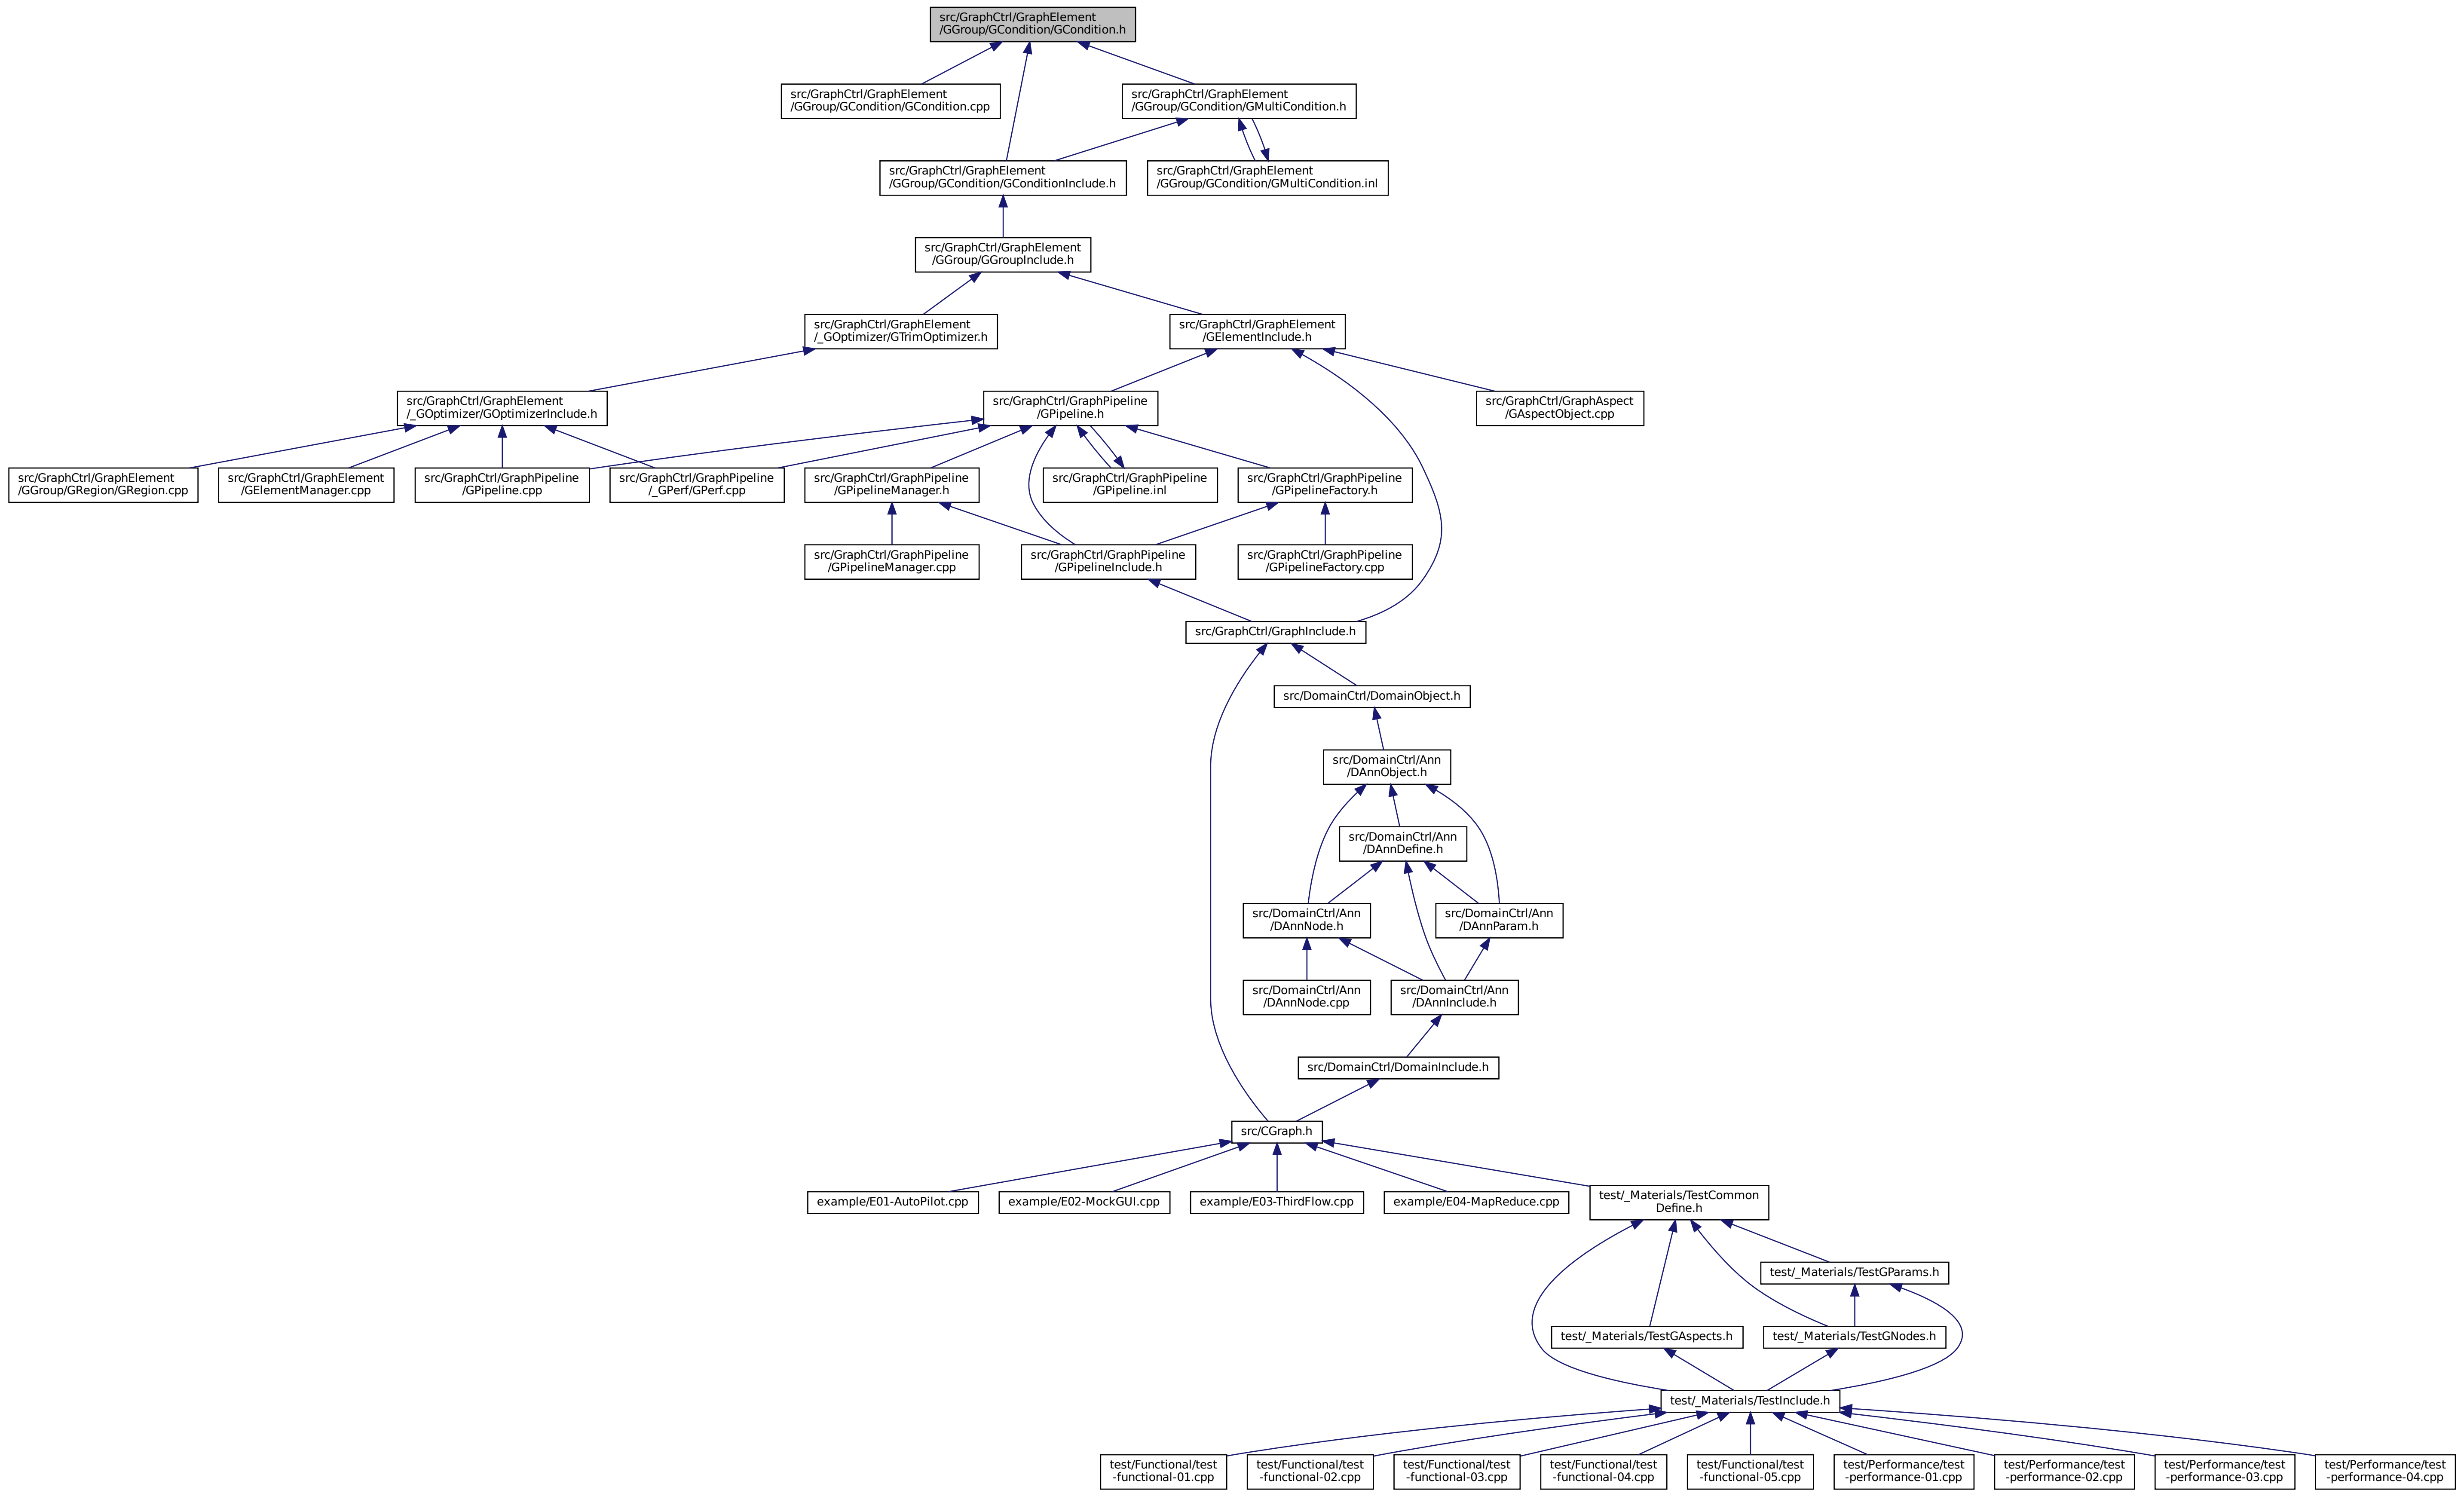 src/GraphCtrl/GraphElement
/GGroup/GCondition/GCondition.h
src/GraphCtrl/GraphElement
/GGroup/GCondition/GCondition.cpp
src/GraphCtrl/GraphElement
/GGroup/GCondition/GMultiCondition.h
src/GraphCtrl/GraphElement
/GGroup/GCondition/GConditionInclude.h
src/GraphCtrl/GraphElement
/GGroup/GCondition/GMultiCondition.inl
src/GraphCtrl/GraphElement
/GGroup/GGroupInclude.h
src/GraphCtrl/GraphElement
/_GOptimizer/GTrimOptimizer.h
src/GraphCtrl/GraphElement
/GElementInclude.h
src/GraphCtrl/GraphElement
/_GOptimizer/GOptimizerInclude.h
src/GraphCtrl/GraphPipeline
/GPipeline.h
src/GraphCtrl/GraphAspect
/GAspectObject.cpp
src/GraphCtrl/GraphElement
/GGroup/GRegion/GRegion.cpp
src/GraphCtrl/GraphElement
/GElementManager.cpp
src/GraphCtrl/GraphPipeline
/GPipeline.cpp
src/GraphCtrl/GraphPipeline
/_GPerf/GPerf.cpp
src/GraphCtrl/GraphPipeline
/GPipelineManager.h
src/GraphCtrl/GraphPipeline
/GPipeline.inl
src/GraphCtrl/GraphPipeline
/GPipelineFactory.h
src/GraphCtrl/GraphPipeline
/GPipelineManager.cpp
src/GraphCtrl/GraphPipeline
/GPipelineInclude.h
src/GraphCtrl/GraphPipeline
/GPipelineFactory.cpp
src/GraphCtrl/GraphInclude.h
src/DomainCtrl/DomainObject.h
src/DomainCtrl/Ann
/DAnnObject.h
src/DomainCtrl/Ann
/DAnnDefine.h
src/DomainCtrl/Ann
/DAnnNode.h
src/DomainCtrl/Ann
/DAnnParam.h
src/DomainCtrl/Ann
/DAnnNode.cpp
src/DomainCtrl/Ann
/DAnnInclude.h
src/DomainCtrl/DomainInclude.h
src/CGraph.h
example/E01-AutoPilot.cpp
example/E02-MockGUI.cpp
example/E03-ThirdFlow.cpp
example/E04-MapReduce.cpp
test/_Materials/TestCommon
Define.h
test/_Materials/TestGParams.h
test/_Materials/TestGAspects.h
test/_Materials/TestGNodes.h
test/_Materials/TestInclude.h
test/Functional/test
-functional-01.cpp
test/Functional/test
-functional-02.cpp
test/Functional/test
-functional-03.cpp
test/Functional/test
-functional-04.cpp
test/Functional/test
-functional-05.cpp
test/Performance/test
-performance-01.cpp
test/Performance/test
-performance-02.cpp
test/Performance/test
-performance-03.cpp
test/Performance/test
-performance-04.cpp